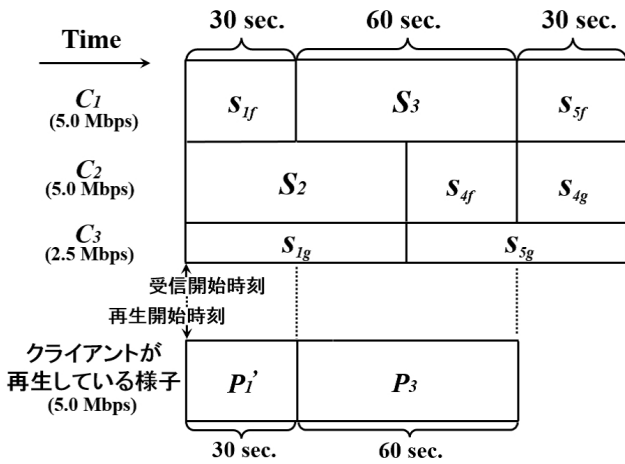 30 sec.
60 sec.
30 sec.
Time
C1
(5.0 Mbps)
s1f
S3
s5f
C2
(5.0 Mbps)
S2
s4f
s4g
C3
(2.5 Mbps)
s1g
s5g
受信開始時刻
再生開始時刻
クライアントが
再生している様子
(5.0 Mbps)
P1'
P3
30 sec.
60 sec.